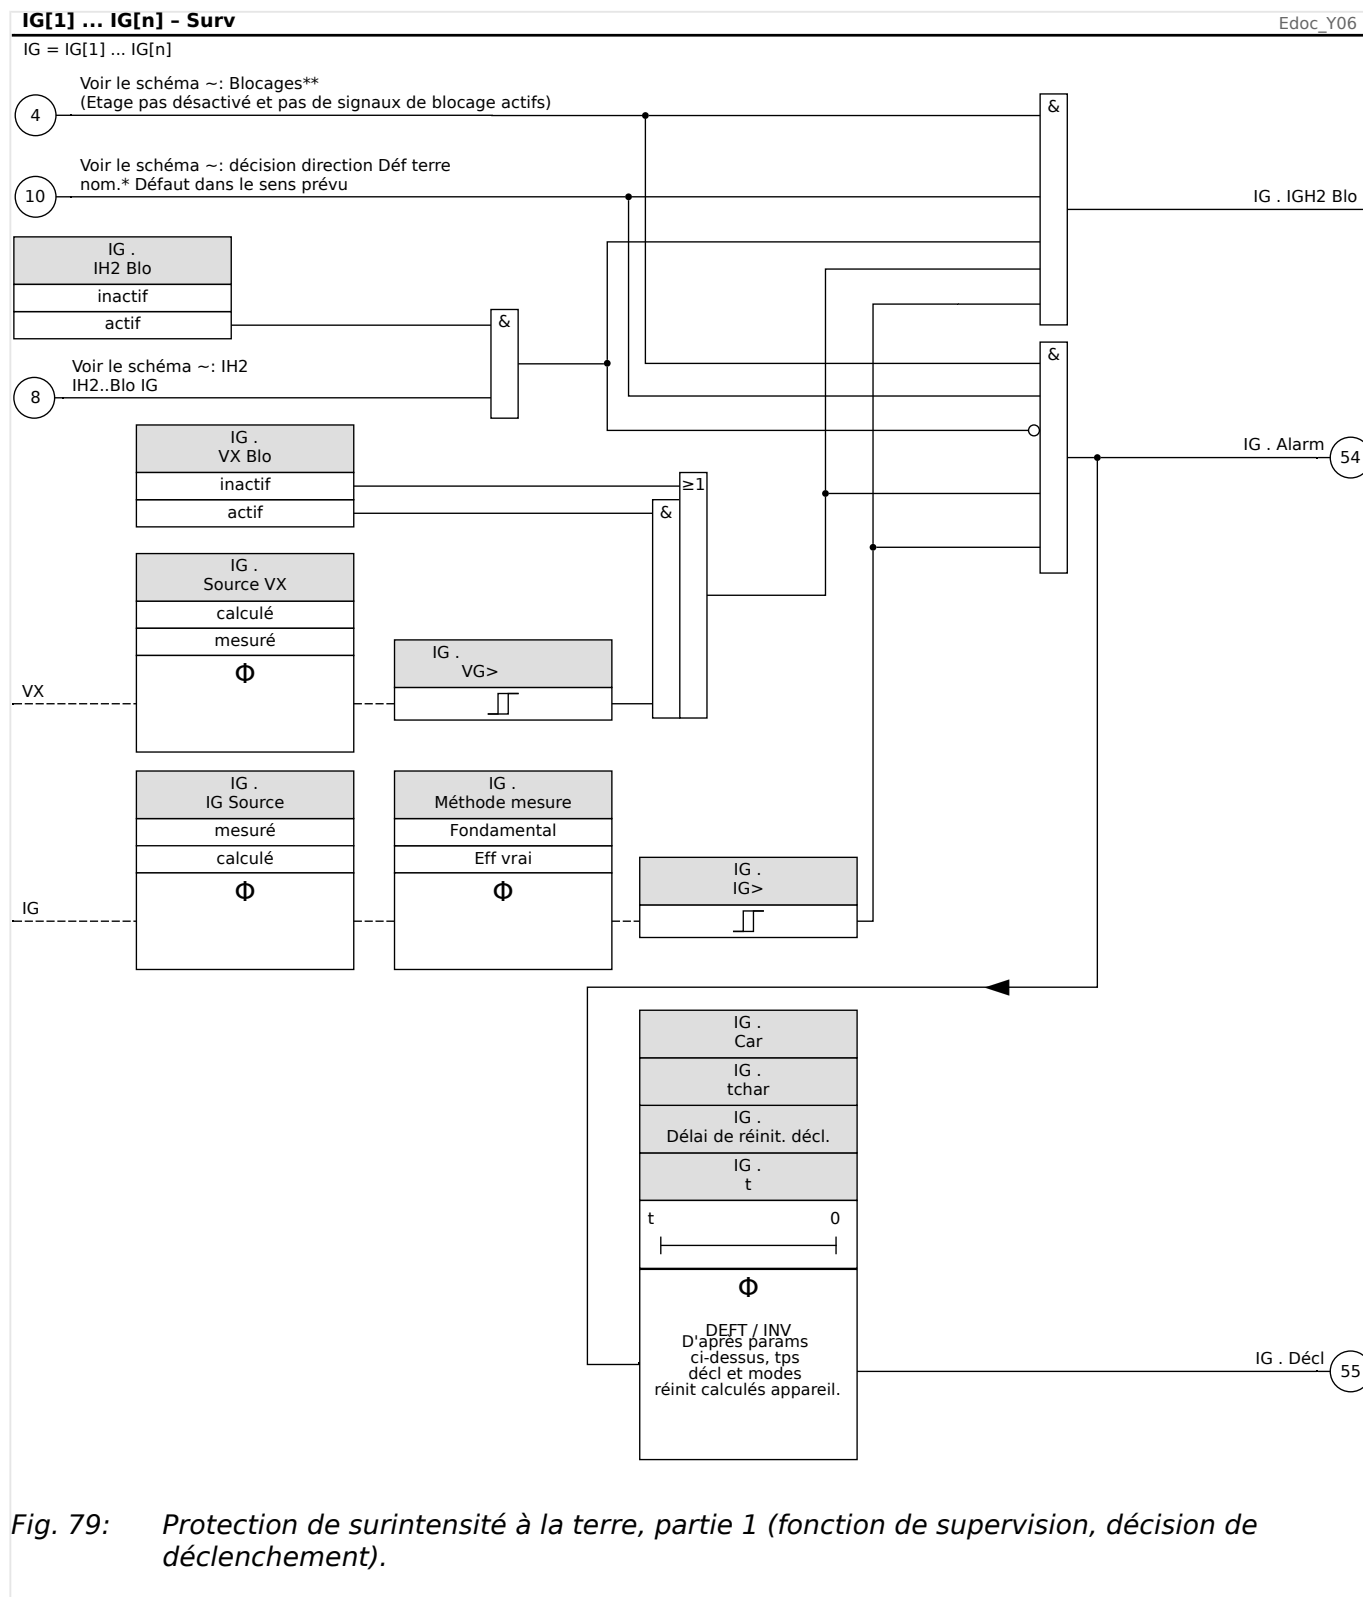 IG[1] ... IG[n] – Surv
Edoc_Y06
IG = IG[1] ... IG[n]
Voir le schéma ~: Blocages**
(Etage pas désactivé et pas de signaux de blocage actifs)
4
&
Voir le schéma ~: décision direction Déf terre
nom.* Défaut dans le sens prévu
10
IG . IGH2 Blo
IG .
IH2 Blo
inactif
actif
&
Voir le schéma ~: IH2
IH2..Blo IG
8
&
IG .
VX Blo
inactif
actif
≥1
&
IG . Alarm
54
IG .
Source VX
calculé
mesuré
Φ
VX
IG .
VG>
IG .
IG Source
mesuré
calculé
Φ
IG
IG .
Méthode mesure
Fondamental
Eff vrai
Φ
IG .
IG>
IG .
Car
IG .
tchar
IG .
Délai de réinit. décl.
IG .
t
t 0
Φ
DEFT / INV
D'après params
ci-dessus, tps
décl et modes
réinit calculés appareil.
IG . Décl
55
Fig. 79: Protection de surintensité à la terre, partie 1 (fonction de supervision, décision de
déclenchement).